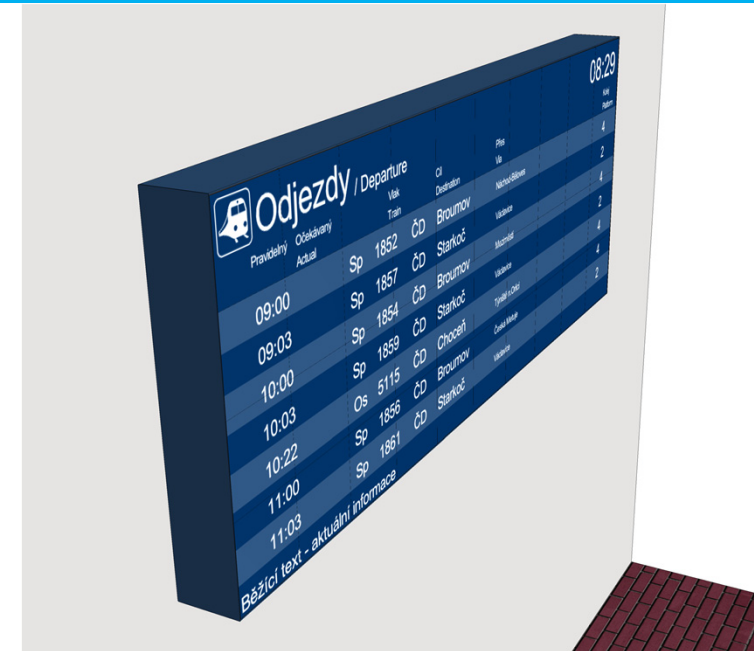 08:29
Odjezdy / Departure
Pravidelný Očekávaný Vlak Cíl Přes Kolej
Actual Train Destination Via Platform
09:00 Sp 1852 ČD Broumov Náchod-Běloves 4
09:03 Sp 1857 ČD Starkoč Václavice 2
10:00 Sp 1854 ČD Broumov 4
10:03 Sp 1859 ČD Starkoč Václavice 2
10:22 Os 5115 ČD Choceň Týniště n.Orlicí 4
11:00 Sp 1856 ČD Broumov Česká Metuje 4
11:03 Sp 1861 ČD Starkoč Václavice 2
Běžící text - aktuální informace